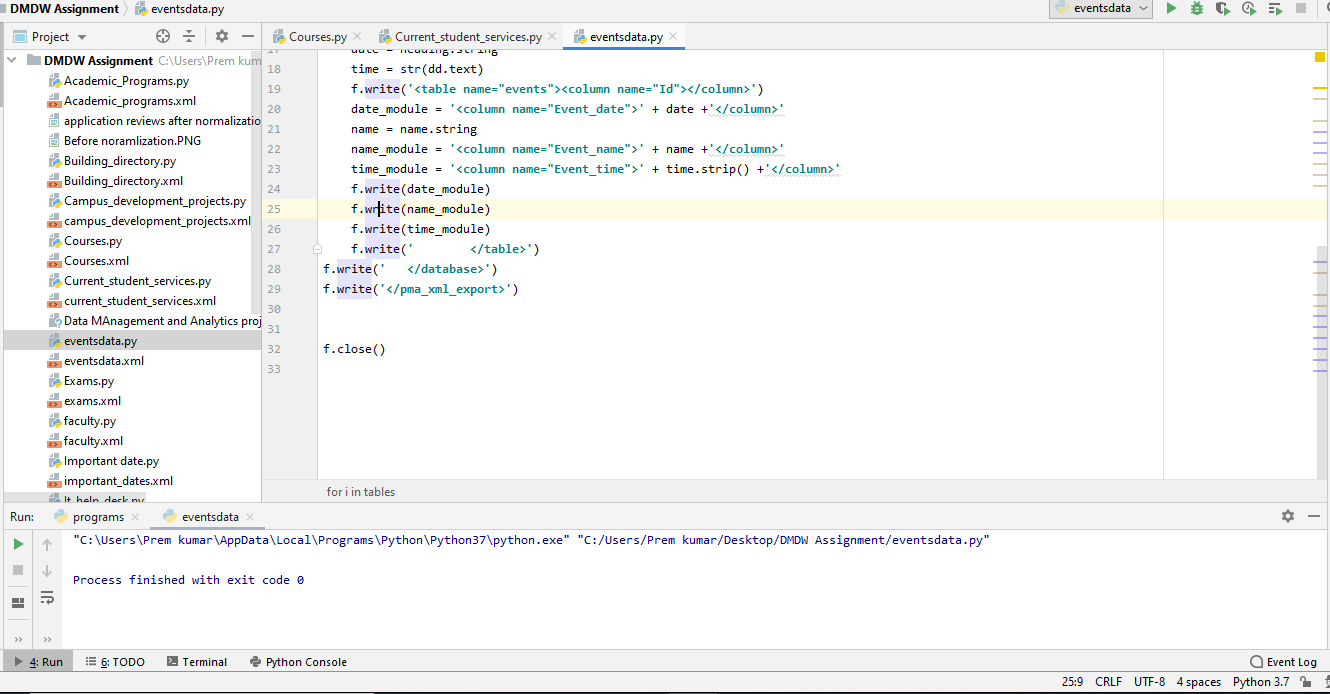 DMDW Assignment eventsdata.py eventsdata
Project
Courses.py Current_student_services.py eventsdata.py
DMDW Assignment C:\Users\Prem kum
Academic_Programs.py
Academic_programs.xml
application reviews after normalizatio
Before noramlization.PNG
Building_directory.py
Building_directory.xml
Campus_development_projects.py
campus_development_projects.xml
Courses.py
Courses.xml
Current_student_services.py
current_student_services.xml
Data MAnagement and Analytics proj
eventsdata.py
eventsdata.xml
Exams.py
exams.xml
faculty.py
faculty.xml
Important date.py
important_dates.xml
It_help_desk.py
17 date = heading.string
18 time = str(dd.text)
19 f.write('<table name="events"><column name="Id"></column>')
20 date_module = '<column name="Event_date">' + date +'</column>'
21 name = name.string
22 name_module = '<column name="Event_name">' + name +'</column>'
23 time_module = '<column name="Event_time">' + time.strip() +'</column>'
24 f.write(date_module)
25 f.write(name_module)
26 f.write(time_module)
27 f.write('        </table>')
28 f.write('   </database>')
29 f.write('</pma_xml_export>')
30
31
32 f.close()
33
for i in tables
Run: programs eventsdata
"C:\Users\Prem kumar\AppData\Local\Programs\Python\Python37\python.exe" "C:/Users/Prem kumar/Desktop/DMDW Assignment/eventsdata.py"
Process finished with exit code 0
4: Run 6: TODO Terminal Python Console Event Log
25:9 CRLF UTF-8 4 spaces Python 3.7